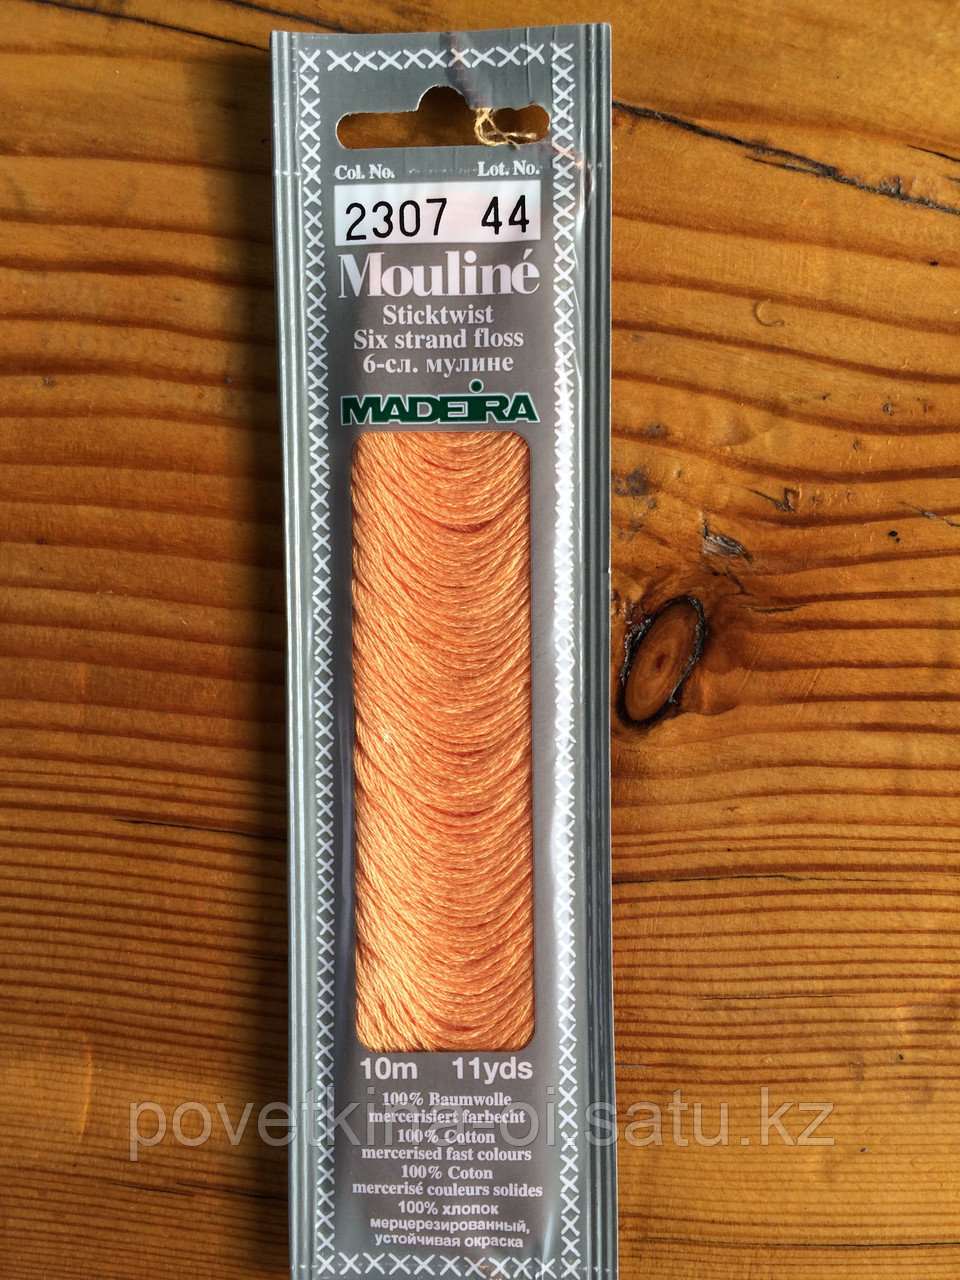 Col. No. Lot. No.
2307 44
Mouliné
Sticktwist
Six strand floss
6-сл. мулине
MADEIRA
10m 11yds
100% Baumwolle
mercerisiert farbecht
100% Cotton
mercerised fast colours
100% Coton
mercerisé couleurs solides
100% хлопок
мерцерезированный,
устойчивая окраска
povetkina-oi.satu.kz